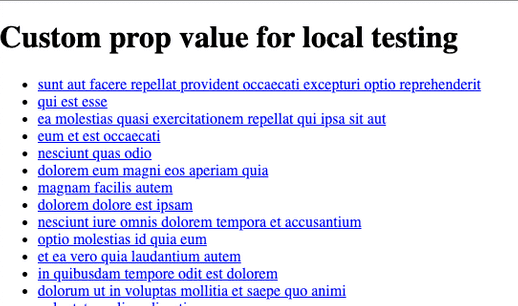 Custom prop value for local testing
sunt aut facere repellat provident occaecati excepturi optio reprehenderit
qui est esse
ea molestias quasi exercitationem repellat qui ipsa sit aut
eum et est occaecati
nesciunt quas odio
dolorem eum magni eos aperiam quia
magnam facilis autem
dolorem dolore est ipsam
nesciunt iure omnis dolorem tempora et accusantium
optio molestias id quia eum
et ea vero quia laudantium autem
in quibusdam tempore odit est dolorem
dolorum ut in voluptas mollitia et saepe quo animi